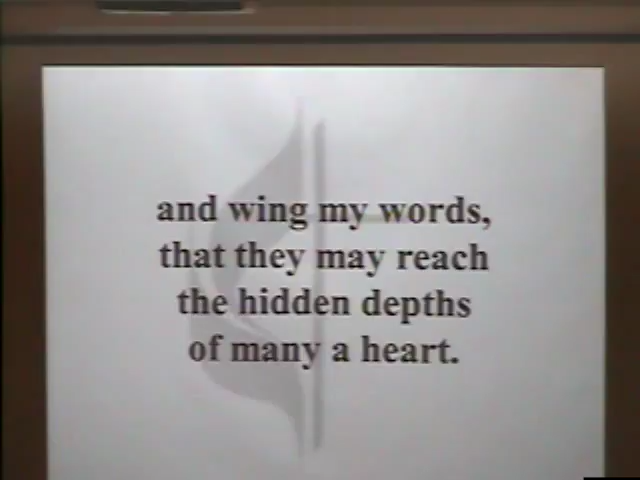 and wing my words,
that they may reach
the hidden depths
of many a heart.